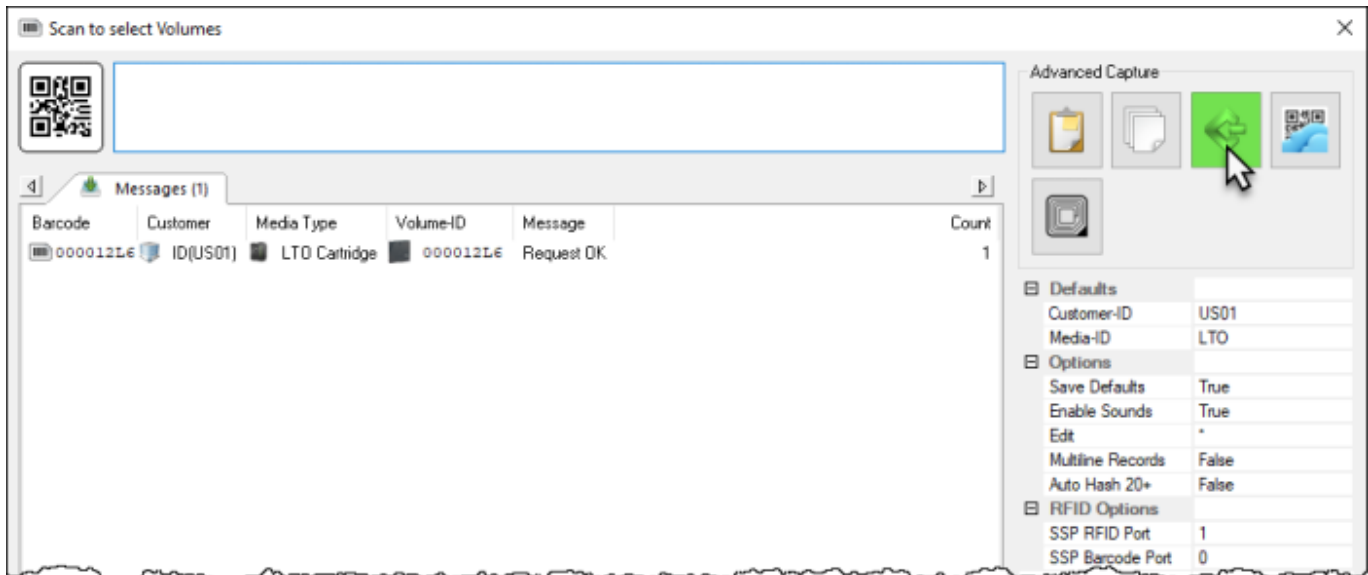 Scan to select Volumes
Advanced Capture
Messages (1)
Barcode Customer Media Type Volume-ID Message Count
000012L6 ID(US01) LTO Cartridge 000012L6 Request OK 1
Defaults
Customer-ID US01
Media-ID LTO
Options
Save Defaults True
Enable Sounds True
Edit *
Multiline Records False
Auto Hash 20+ False
RFID Options
SSP RFID Port 1
SSP Barcode Port 0